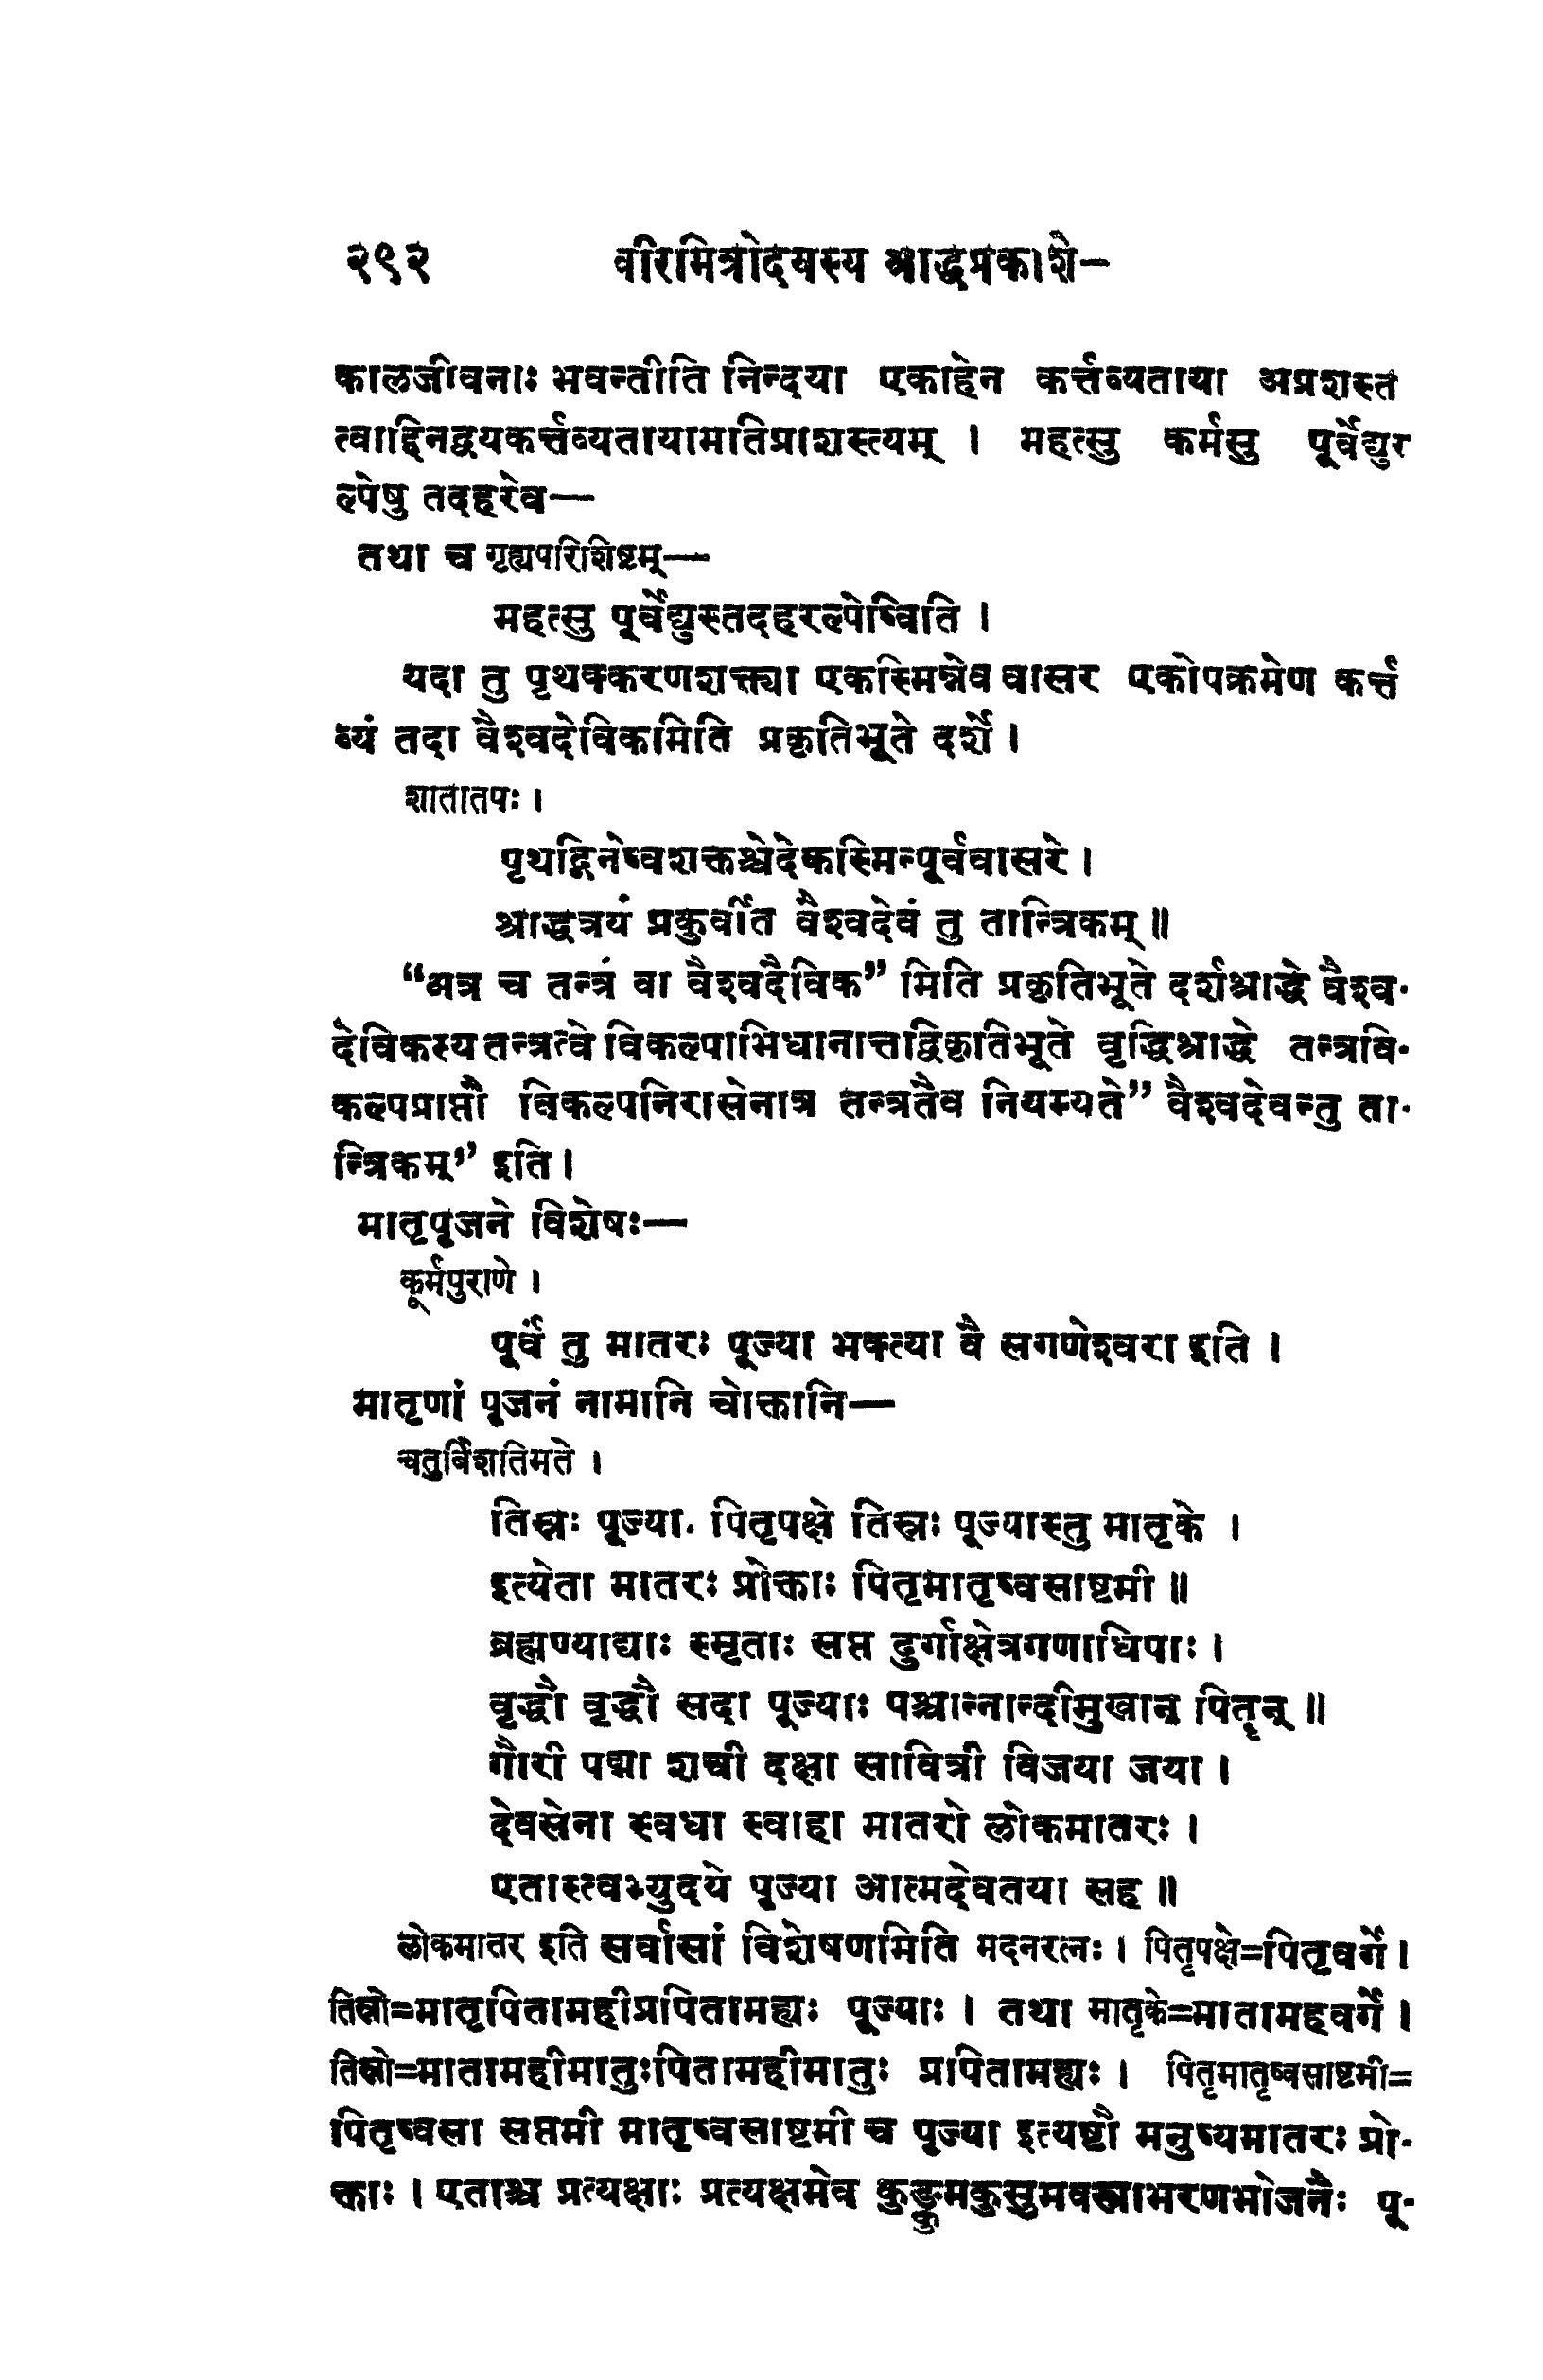 २९२ वीरमित्रोदयस्य श्राद्धप्रकाशे-
कालजीवनाः भवन्तीति निन्दया एकाहेन कर्त्तव्यताया अप्रशस्त
त्वाद्दिनद्वयकर्त्तव्यतायामतिप्राशस्त्यम् । महत्सु कर्मसु पूर्वेद्युर
ल्पेषु तदहरेव—
तथा च गृह्यपरिशिष्टम्—
महत्सु पूर्वेद्युस्तदहरल्पेष्विति ।
यदा तु पृथक्करणशक्त्या एकस्मिन्नेव वासर एकोपक्रमेण कर्त्त
व्यं तदा वैश्वदेविकमिति प्रकृतिभूते दर्शे ।
शातातपः ।
पृथद्गिनेष्वशक्तश्चेदेकस्मिन्पूर्ववासरे ।
श्राद्धत्रयं प्रकुर्वीत वैश्वदेवं तु तान्त्रिकम् ॥
“अत्र च तन्त्रं वा वैश्वदैविक” मिति प्रकृतिभूते दर्शश्राद्धे वैश्व-
देविकस्य तन्त्रत्वे विकल्पाभिधानात्तद्विकृतिभूते वृद्धिश्राद्धे तन्त्रवि-
कल्पप्राप्तौ विकल्पनिरासेनात्र तन्त्रतैव नियम्यते” वैश्वदेवन्तु ता-
न्त्रिकम्” इति ।
मातृपूजने विशेषः—
कूर्मपुराणे ।
पूर्वं तु मातरः पूज्या भक्त्या वै सगणेश्वरा इति ।
मातृणां पूजनं नामानि चोक्तानि—
चतुर्विंशतिमते ।
तिस्रः पूज्या. पितृपक्षे तिस्रः पूज्यास्तु मातृके ।
इत्येता मातरः प्रोक्ताः पितृमातृष्वसाष्टमी ॥
ब्रह्मण्याद्याः स्मृताः सप्त दुर्गाक्षेत्रगणाधिपाः ।
वृद्धौ वृद्धौ सदा पूज्याः पश्चान्नान्दीमुखान् पितॄन् ॥
गौरी पद्मा शची दक्षा सावित्री विजया जया ।
देवसेना स्वधा स्वाहा मातरो लोकमातरः ।
एतास्त्वभ्युदये पूज्या आत्मदेवतया सह ॥
लोकमातर इति सर्वासां विशेषणमिति मदनरत्नः । पितृपक्षे=पितृवर्गे ।
तिस्रो=मातृपितामहीप्रपितामह्यः पूज्याः । तथा मातृके=मातामहवर्गे ।
तिस्रो=मातामहीमातुःपितामहीमातुः प्रपितामह्यः । पितृमातृष्वसाष्टमी=
पितृष्वसा सप्तमी मातृष्वसाष्टमी च पूज्या इत्यष्टौ मनुष्यमातरः प्रो-
क्ताः । एताश्च प्रत्यक्षाः प्रत्यक्षमेव कुङ्कुमकुसुमवस्त्राभरणभोजनैः पू-